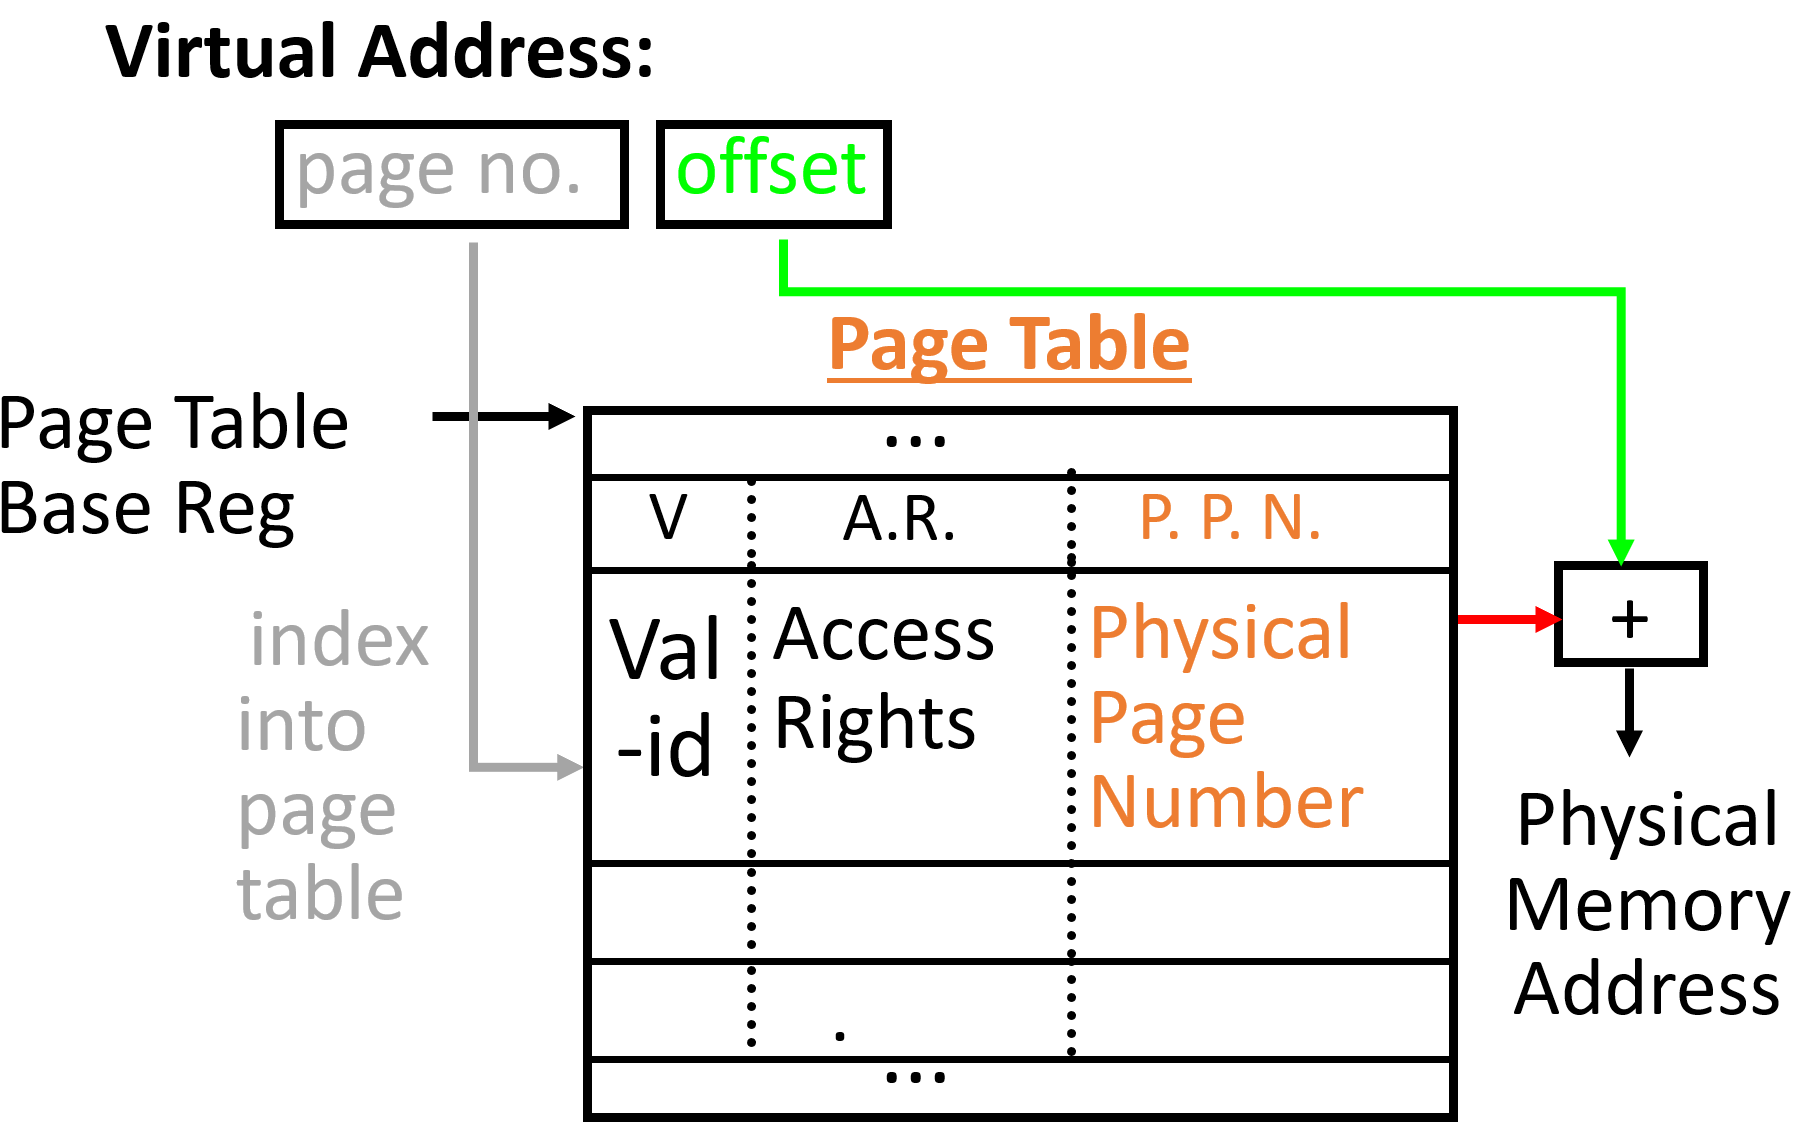 Virtual Address:
page no. offset
Page Table
Page Table
Base Reg
...
V A.R. P. P. N.
index
into
page
table
Val
-id
Access
Rights
Physical
Page
Number
+
.
...
Physical
Memory
Address